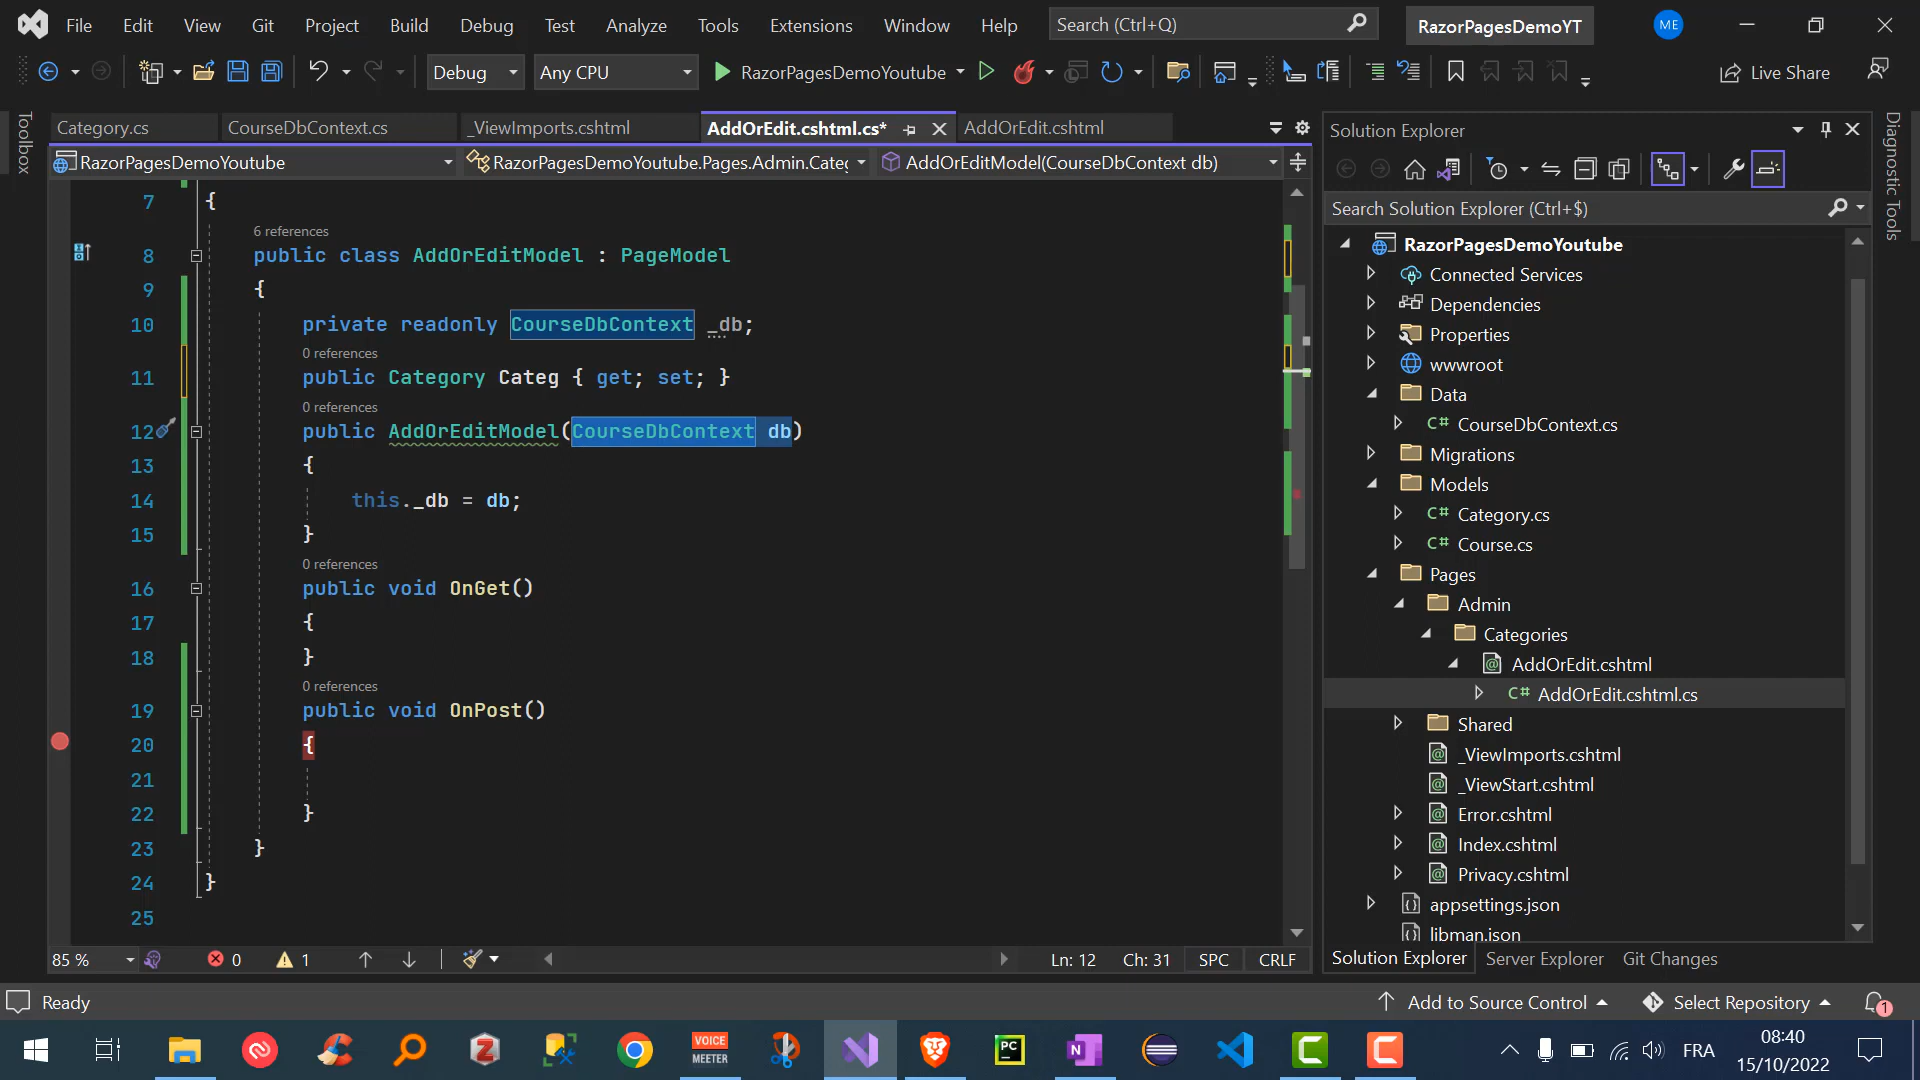 File Edit View Git Project Build Debug Test Analyze Tools Extensions Window Help Search (Ctrl+Q) RazorPagesDemoYT ME
Debug Any CPU RazorPagesDemoYoutube Live Share
Toolbox
Category.cs CourseDbContext.cs _ViewImports.cshtml AddOrEdit.cshtml.cs* AddOrEdit.cshtml
RazorPagesDemoYoutube RazorPagesDemoYoutube.Pages.Admin.Categ AddOrEditModel(CourseDbContext db)
7 {
6 references
8 public class AddOrEditModel : PageModel
9 {
10 private readonly CourseDbContext _db;
0 references
11 public Category Categ { get; set; }
0 references
12 public AddOrEditModel(CourseDbContext db)
13 {
14 this._db = db;
15 }
0 references
16 public void OnGet()
17 {
18 }
0 references
19 public void OnPost()
20 {
21
22 }
23 }
24 }
25
85 % 0 1 Ln: 12 Ch: 31 SPC CRLF
Solution Explorer
Search Solution Explorer (Ctrl+$)
RazorPagesDemoYoutube
Connected Services
Dependencies
Properties
wwwroot
Data
C# CourseDbContext.cs
Migrations
Models
C# Category.cs
C# Course.cs
Pages
Admin
Categories
AddOrEdit.cshtml
C# AddOrEdit.cshtml.cs
Shared
_ViewImports.cshtml
_ViewStart.cshtml
Error.cshtml
Index.cshtml
Privacy.cshtml
appsettings.json
libman.json
Solution Explorer Server Explorer Git Changes
Diagnostic Tools
Ready Add to Source Control Select Repository 1
VOICE MEETER PC N FRA 08:40
15/10/2022